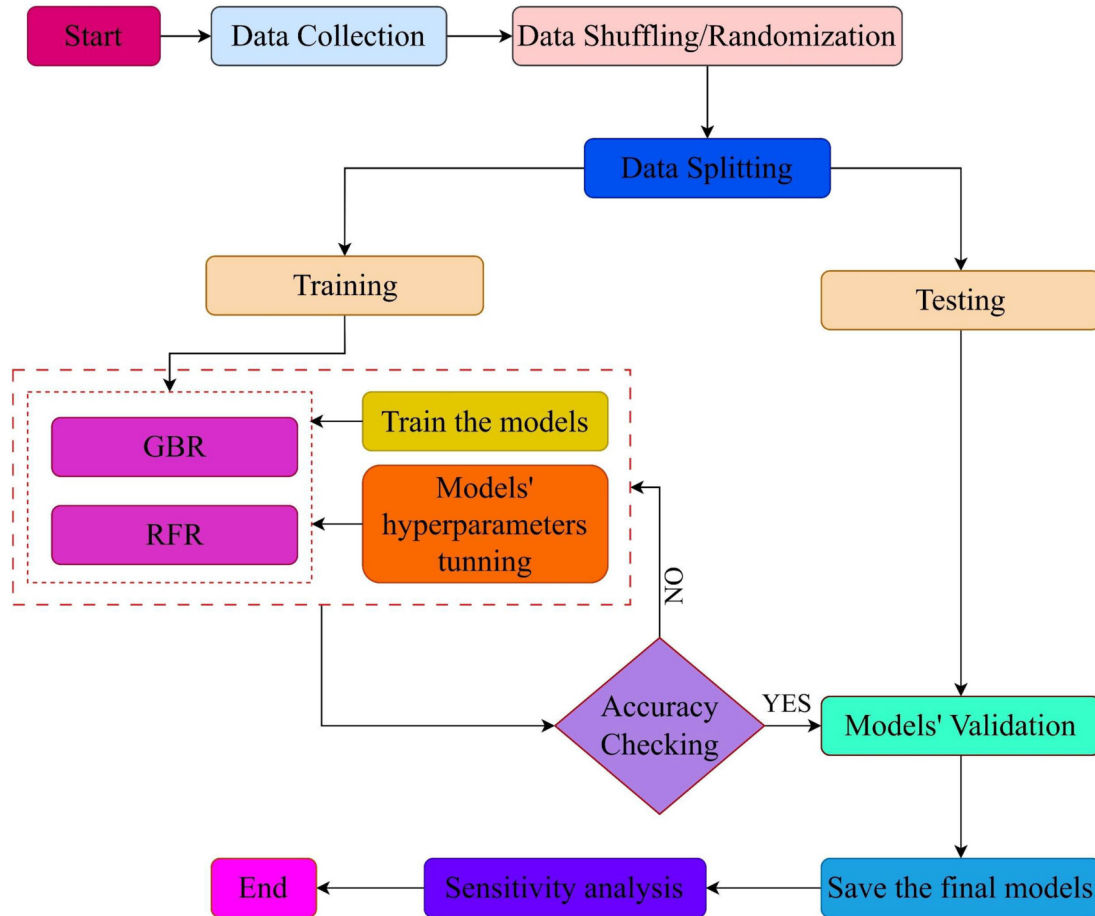 Start
Data Collection
Data Shuffling/Randomization
Data Splitting
Training
Testing
GBR
Train the models
RFR
Models'
hyperparameters
tunning
NO
Accuracy
Checking
YES
Models' Validation
End
Sensitivity analysis
Save the final models